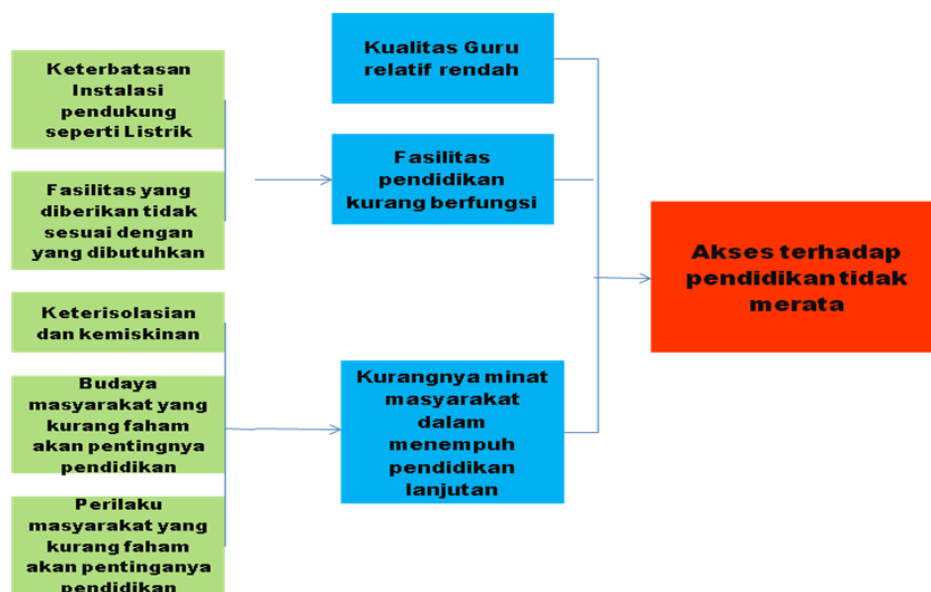 Keterbatasan
Instalasi
pendukung
seperti Listrik
Fasilitas yang
diberikan tidak
sesuai dengan
yang dibutuhkan
Keterisolasian
dan kemiskinan
Budaya
masyarakat yang
kurang faham
akan pentingnya
pendidikan
Perilaku
masyarakat yang
kurang faham
akan pentinganya
pendidikan
Kualitas Guru
relatif rendah
Fasilitas
pendidikan
kurang berfungsi
Kurangnya minat
masyarakat
dalam
menempuh
pendidikan
lanjutan
Akses terhadap
pendidikan tidak
merata